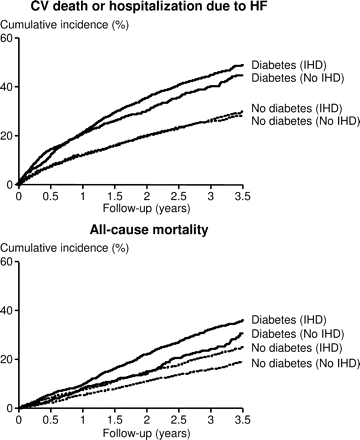 CV death or hospitalization due to HF
Cumulative incidence (%)
60
40
20
0
Diabetes (IHD)
Diabetes (No IHD)
No diabetes (IHD)
No diabetes (No IHD)
0 0.5 1 1.5 2 2.5 3 3.5
Follow-up (years)
All-cause mortality
Cumulative incidence (%)
60
40
20
0
Diabetes (IHD)
Diabetes (No IHD)
No diabetes (IHD)
No diabetes (No IHD)
0 0.5 1 1.5 2 2.5 3 3.5
Follow-up (years)